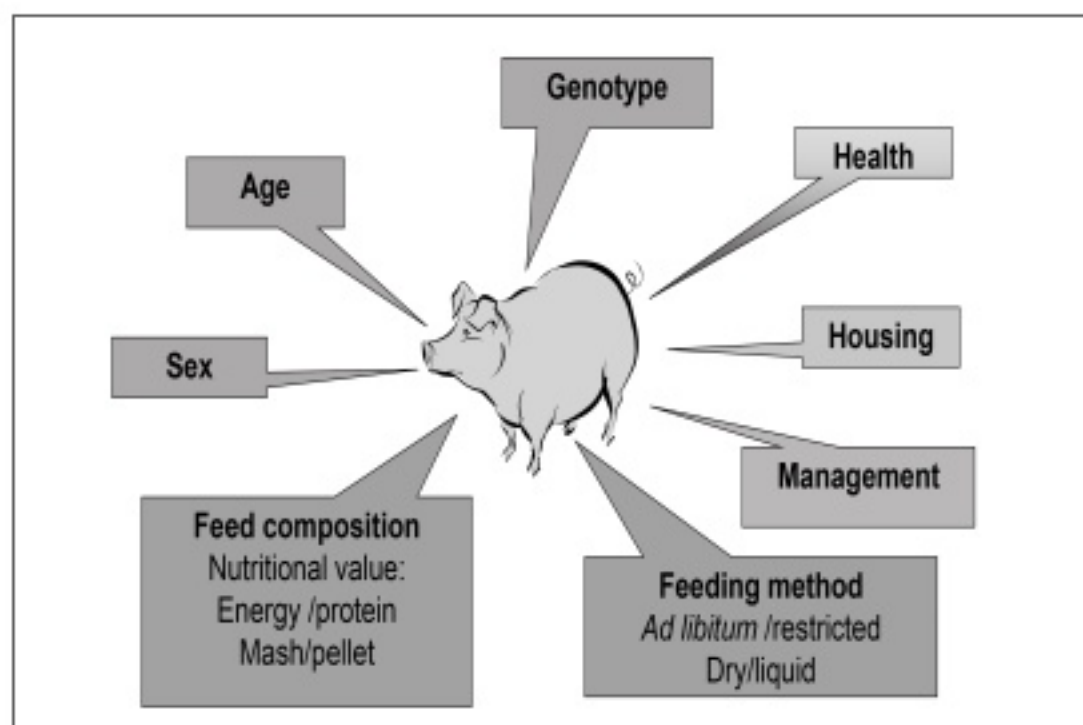 Genotype
Health
Age
Housing
Sex
Management
Feed composition
Nutritional value:
Energy /protein
Mash/pellet
Feeding method
Ad libitum /restricted
Dry/liquid